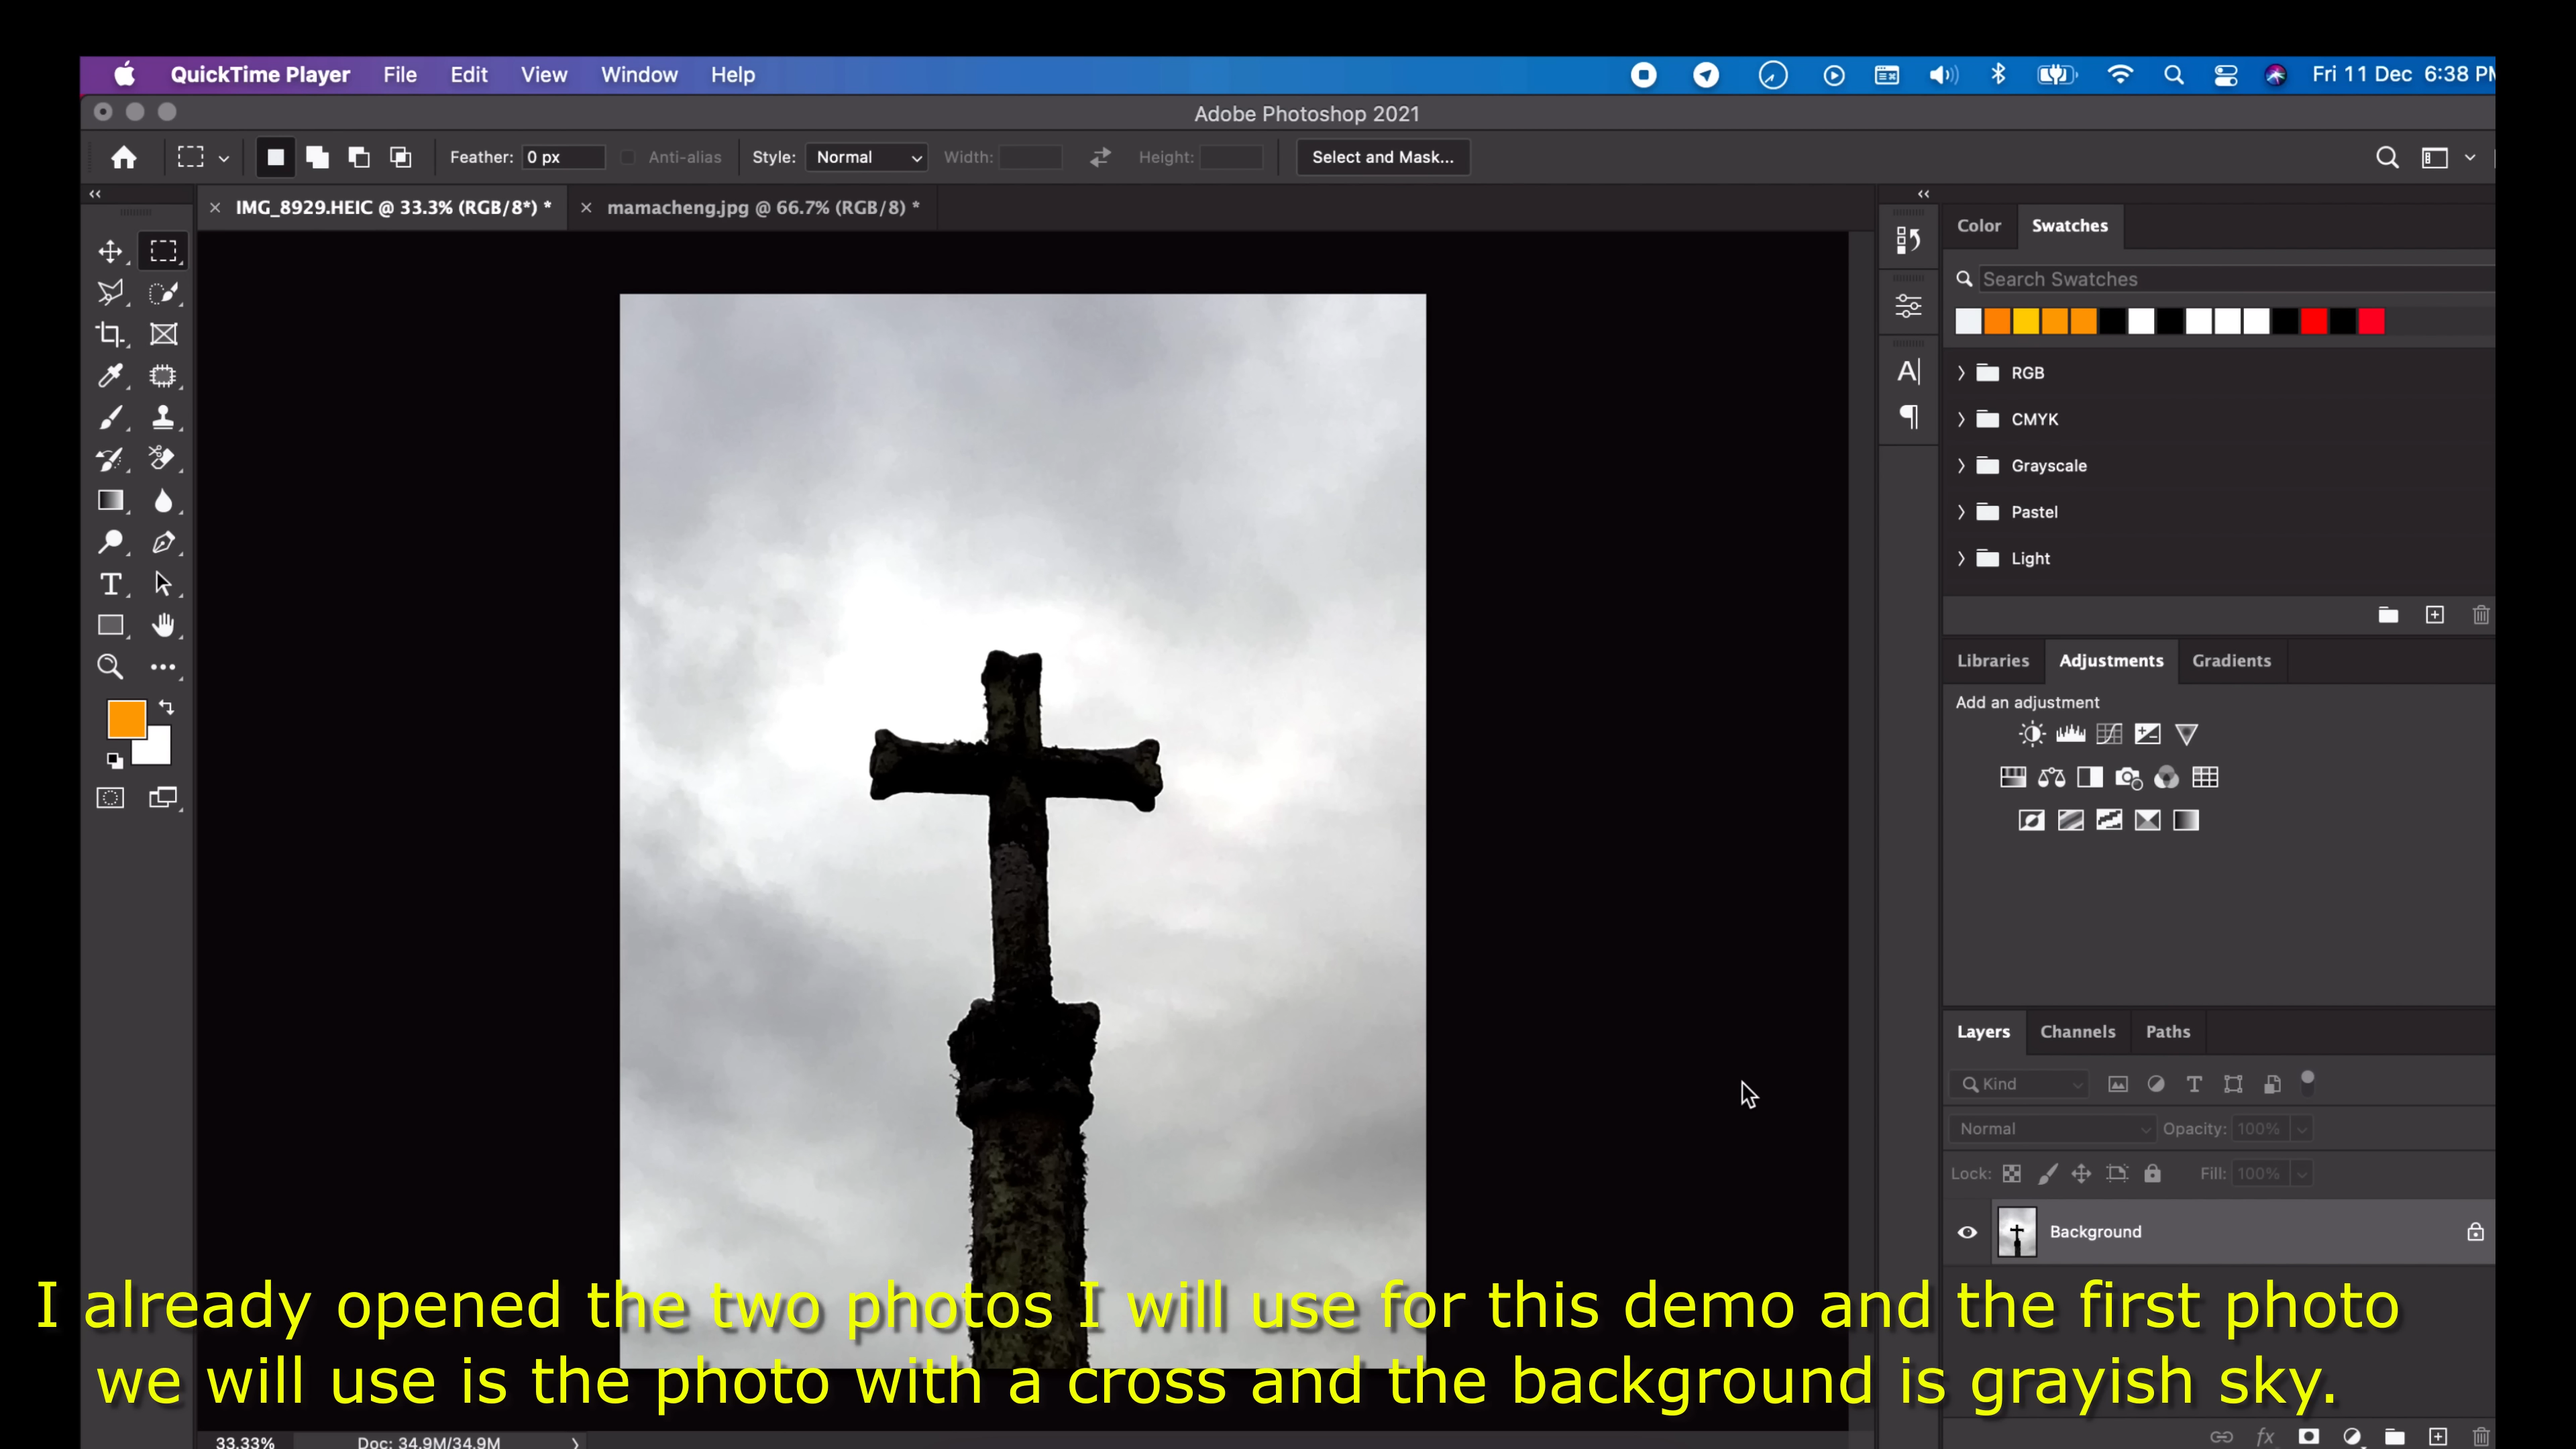 QuickTime Player File Edit View Window Help Fri 11 Dec 6:38 PM
Adobe Photoshop 2021
Feather: 0 px Anti-alias Style: Normal Width: Height: Select and Mask...
IMG_8929.HEIC @ 33.3% (RGB/8*) * mamacheng.jpg @ 66.7% (RGB/8) *
Color Swatches
Search Swatches
RGB
CMYK
Grayscale
Pastel
Light
Libraries Adjustments Gradients
Add an adjustment
Layers Channels Paths
Kind
Normal Opacity: 100%
Lock: Fill: 100%
Background
I already opened the two photos I will use for this demo and the first photo
we will use is the photo with a cross and the background is grayish sky.
33.33% Doc: 34.9M/34.9M